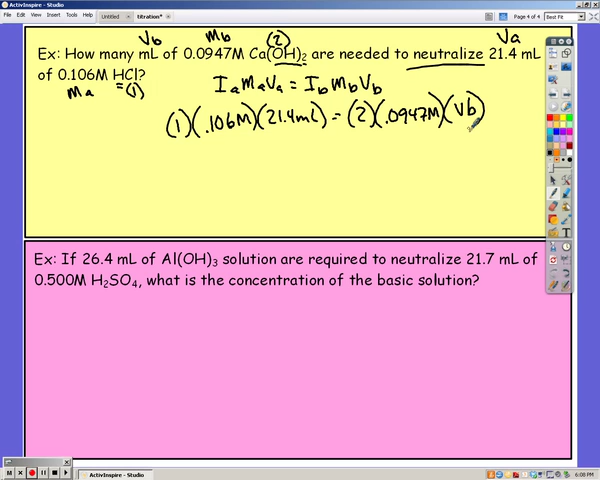 ActivInspire - Studio
File Edit View Insert Tools Window Help
Untitled
titration*
Page 4 of 4
Best Fit
Vb Mb (2) Va
Ex: How many mL of 0.0947M Ca(OH)₂ are needed to neutralize 21.4 mL
of 0.106M HCl?
Ma =(1)
IaMaVa = IbMbVb
(1)(.106M)(21.4mL) = (2)(.0947M)(Vb)
Ex: If 26.4 mL of Al(OH)₃ solution are required to neutralize 21.7 mL of
0.500M H₂SO₄, what is the concentration of the basic solution?
ActivInspire - Studio
6:08 PM